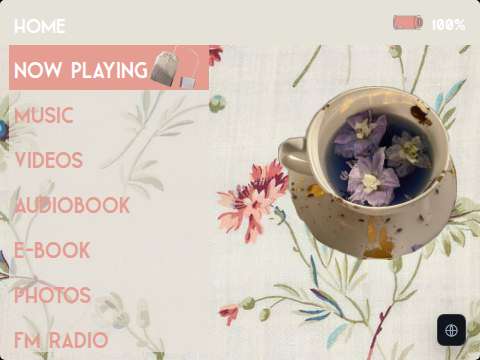 HOME
100%
NOW PLAYING
MUSIC
VIDEOS
AUDIOBOOK
E-BOOK
PHOTOS
FM RADIO